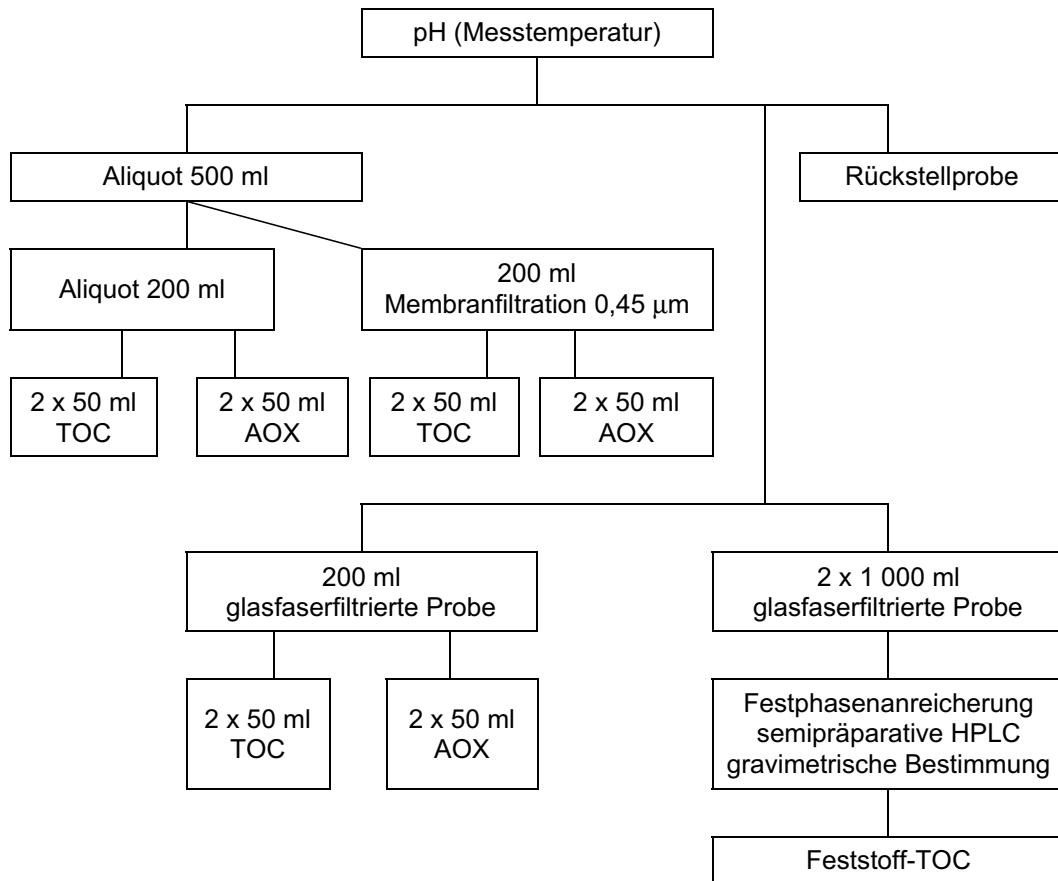 pH (Messtemperatur)
Aliquot 500 ml
Rückstellprobe
Aliquot 200 ml
200 ml
Membranfiltration 0,45 μm
2 x 50 ml
TOC
2 x 50 ml
AOX
2 x 50 ml
TOC
2 x 50 ml
AOX
200 ml
glasfaserfiltrierte Probe
2 x 1 000 ml
glasfaserfiltrierte Probe
2 x 50 ml
TOC
2 x 50 ml
AOX
Festphasenanreicherung
semipräparative HPLC
gravimetrische Bestimmung
Feststoff-TOC